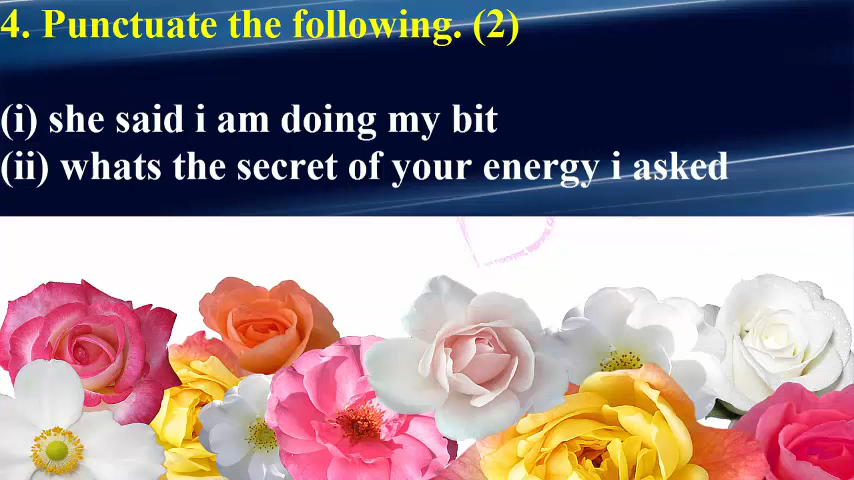 4. Punctuate the following. (2)
(i) she said i am doing my bit
(ii) whats the secret of your energy i asked